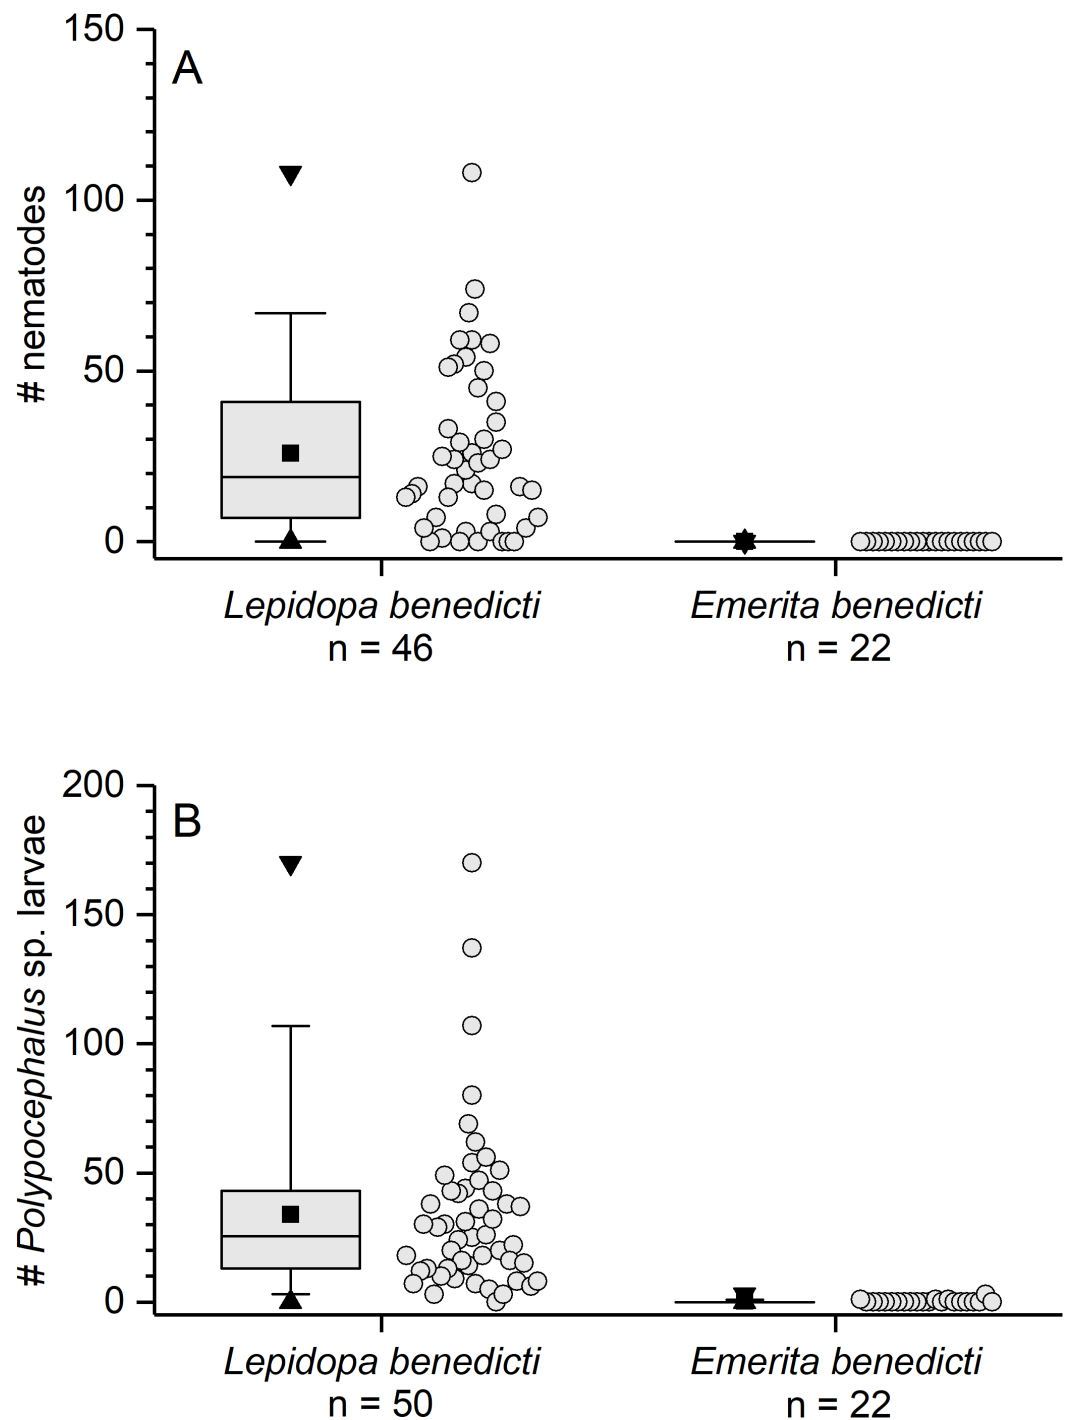 150
A
100
50
0
# nematodes
Lepidopa benedicti
n = 46
Emerita benedicti
n = 22
200
B
150
100
50
0
# Polypocephalus sp. larvae
Lepidopa benedicti
n = 50
Emerita benedicti
n = 22